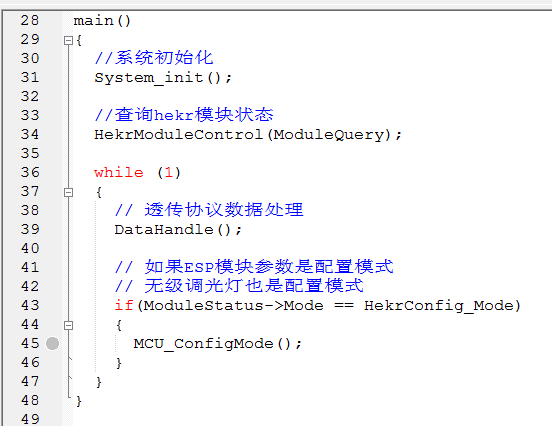 28 main()
29 {
30 //系统初始化
31 System_init();
32
33 //查询hekr模块状态
34 HekrModuleControl(ModuleQuery);
35
36 while (1)
37 {
38 // 透传协议数据处理
39 DataHandle();
40
41 // 如果ESP模块参数是配置模式
42 // 无级调光灯也是配置模式
43 if(ModuleStatus->Mode == HekrConfig_Mode)
44 {
45 MCU_ConfigMode();
46 }
47 }
48 }
49